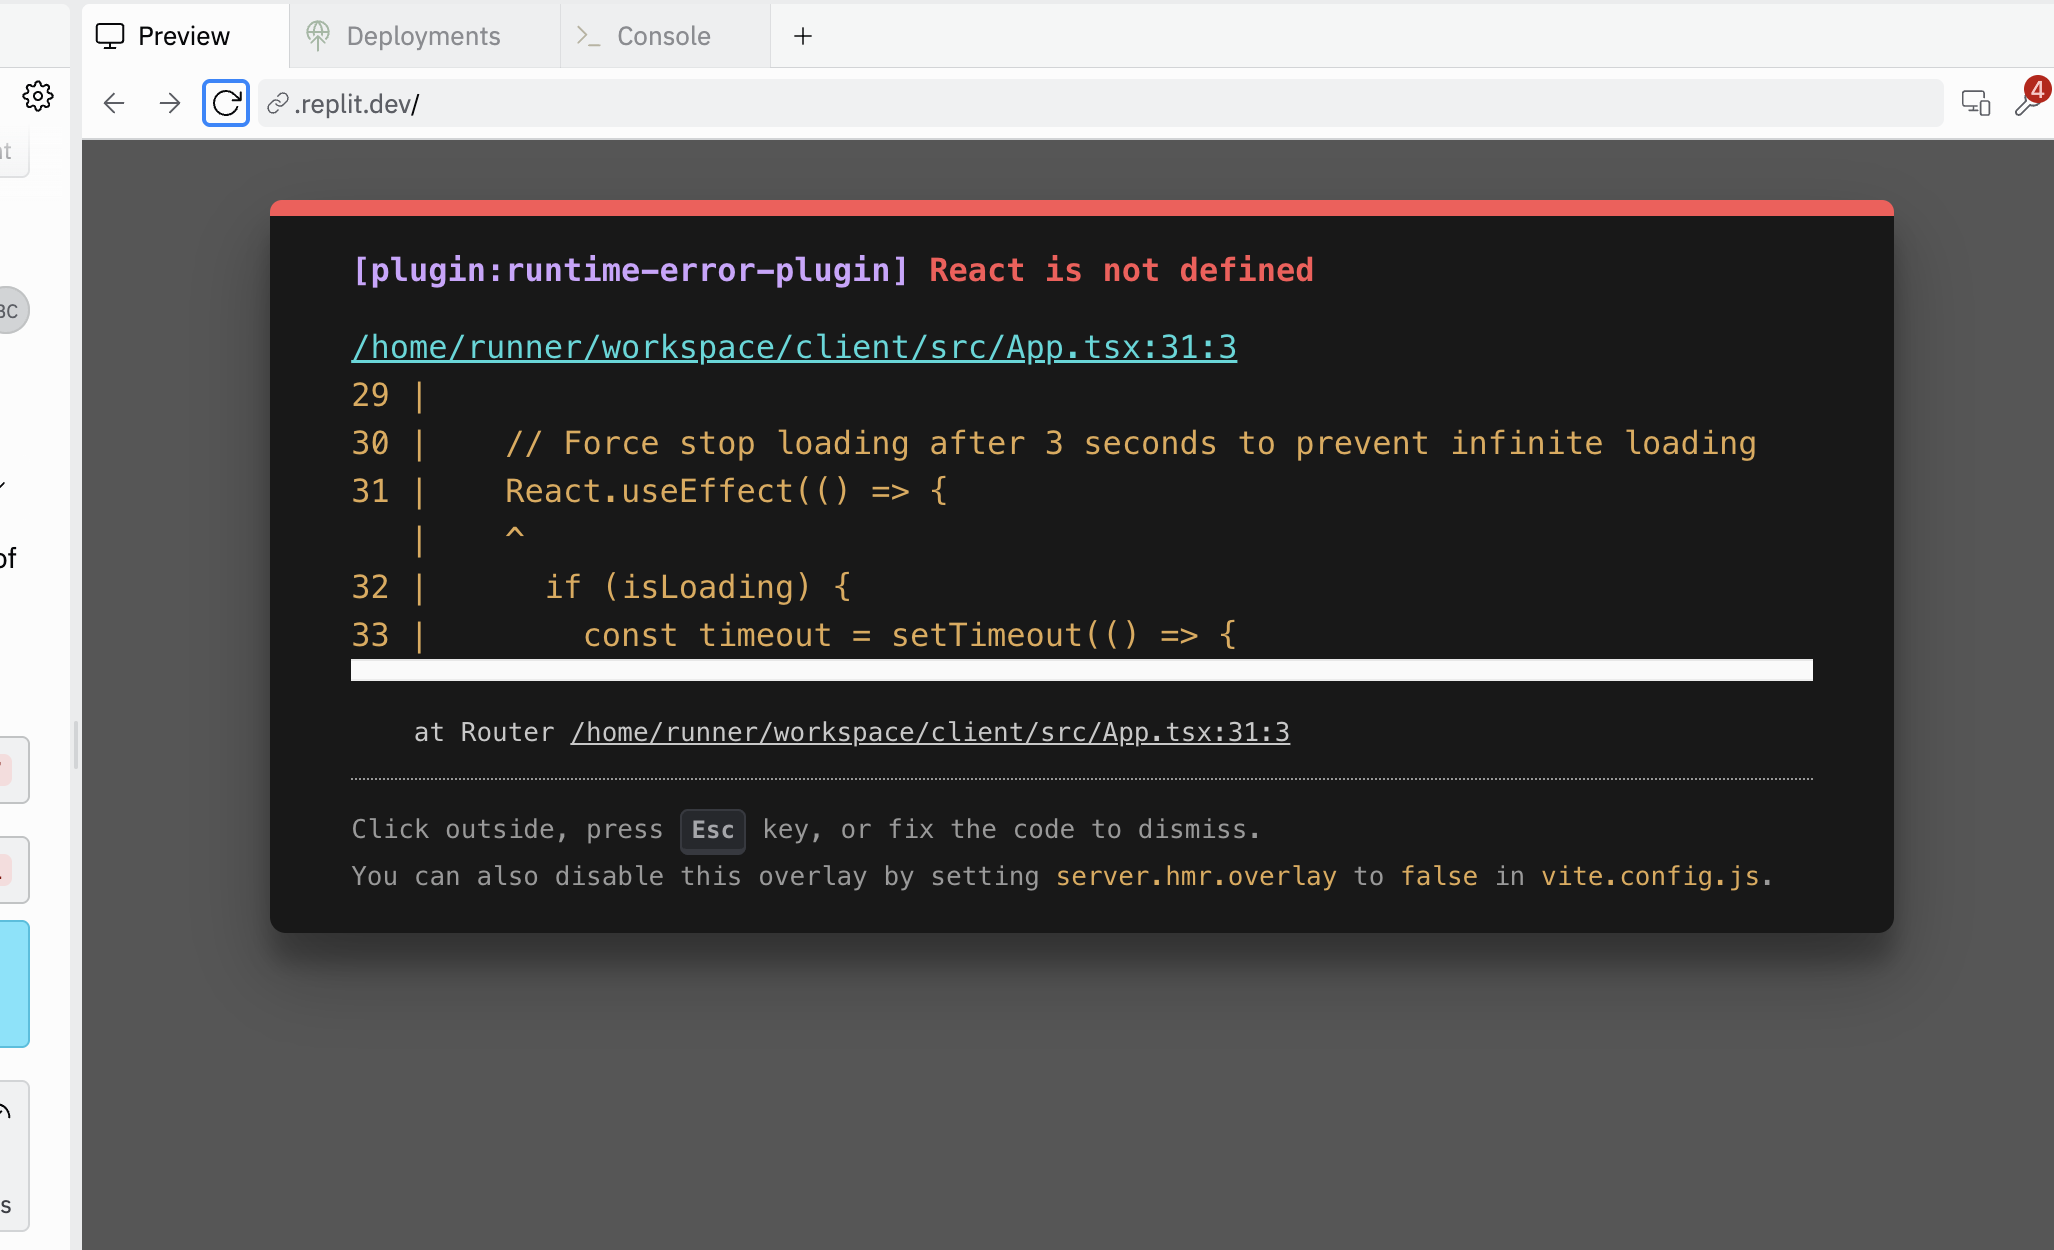 Preview
Deployments
Console
.replit.dev/
4
nt
BC
of
s
[plugin:runtime-error-plugin] React is not defined
/home/runner/workspace/client/src/App.tsx:31:3
29 |
30 |    // Force stop loading after 3 seconds to prevent infinite loading
31 |    React.useEffect(() => {
   |    ^
32 |      if (isLoading) {
33 |        const timeout = setTimeout(() => {
at Router /home/runner/workspace/client/src/App.tsx:31:3
Click outside, press Esc key, or fix the code to dismiss.
You can also disable this overlay by setting server.hmr.overlay to false in vite.config.js.